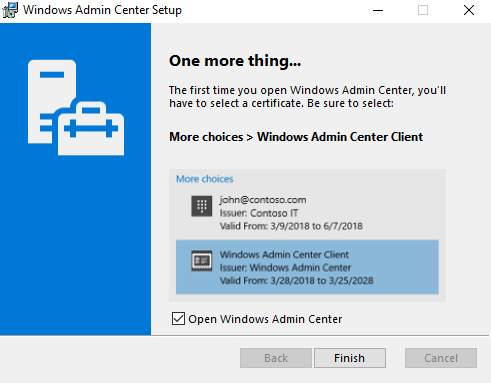 Windows Admin Center Setup
One more thing...
The first time you open Windows Admin Center, you'll
have to select a certificate. Be sure to select:
More choices > Windows Admin Center Client
More choices
john@contoso.com
Issuer: Contoso IT
Valid From: 3/9/2018 to 6/7/2018
Windows Admin Center Client
Issuer: Windows Admin Center
Valid From: 3/28/2018 to 3/25/2028
Open Windows Admin Center
Back
Finish
Cancel